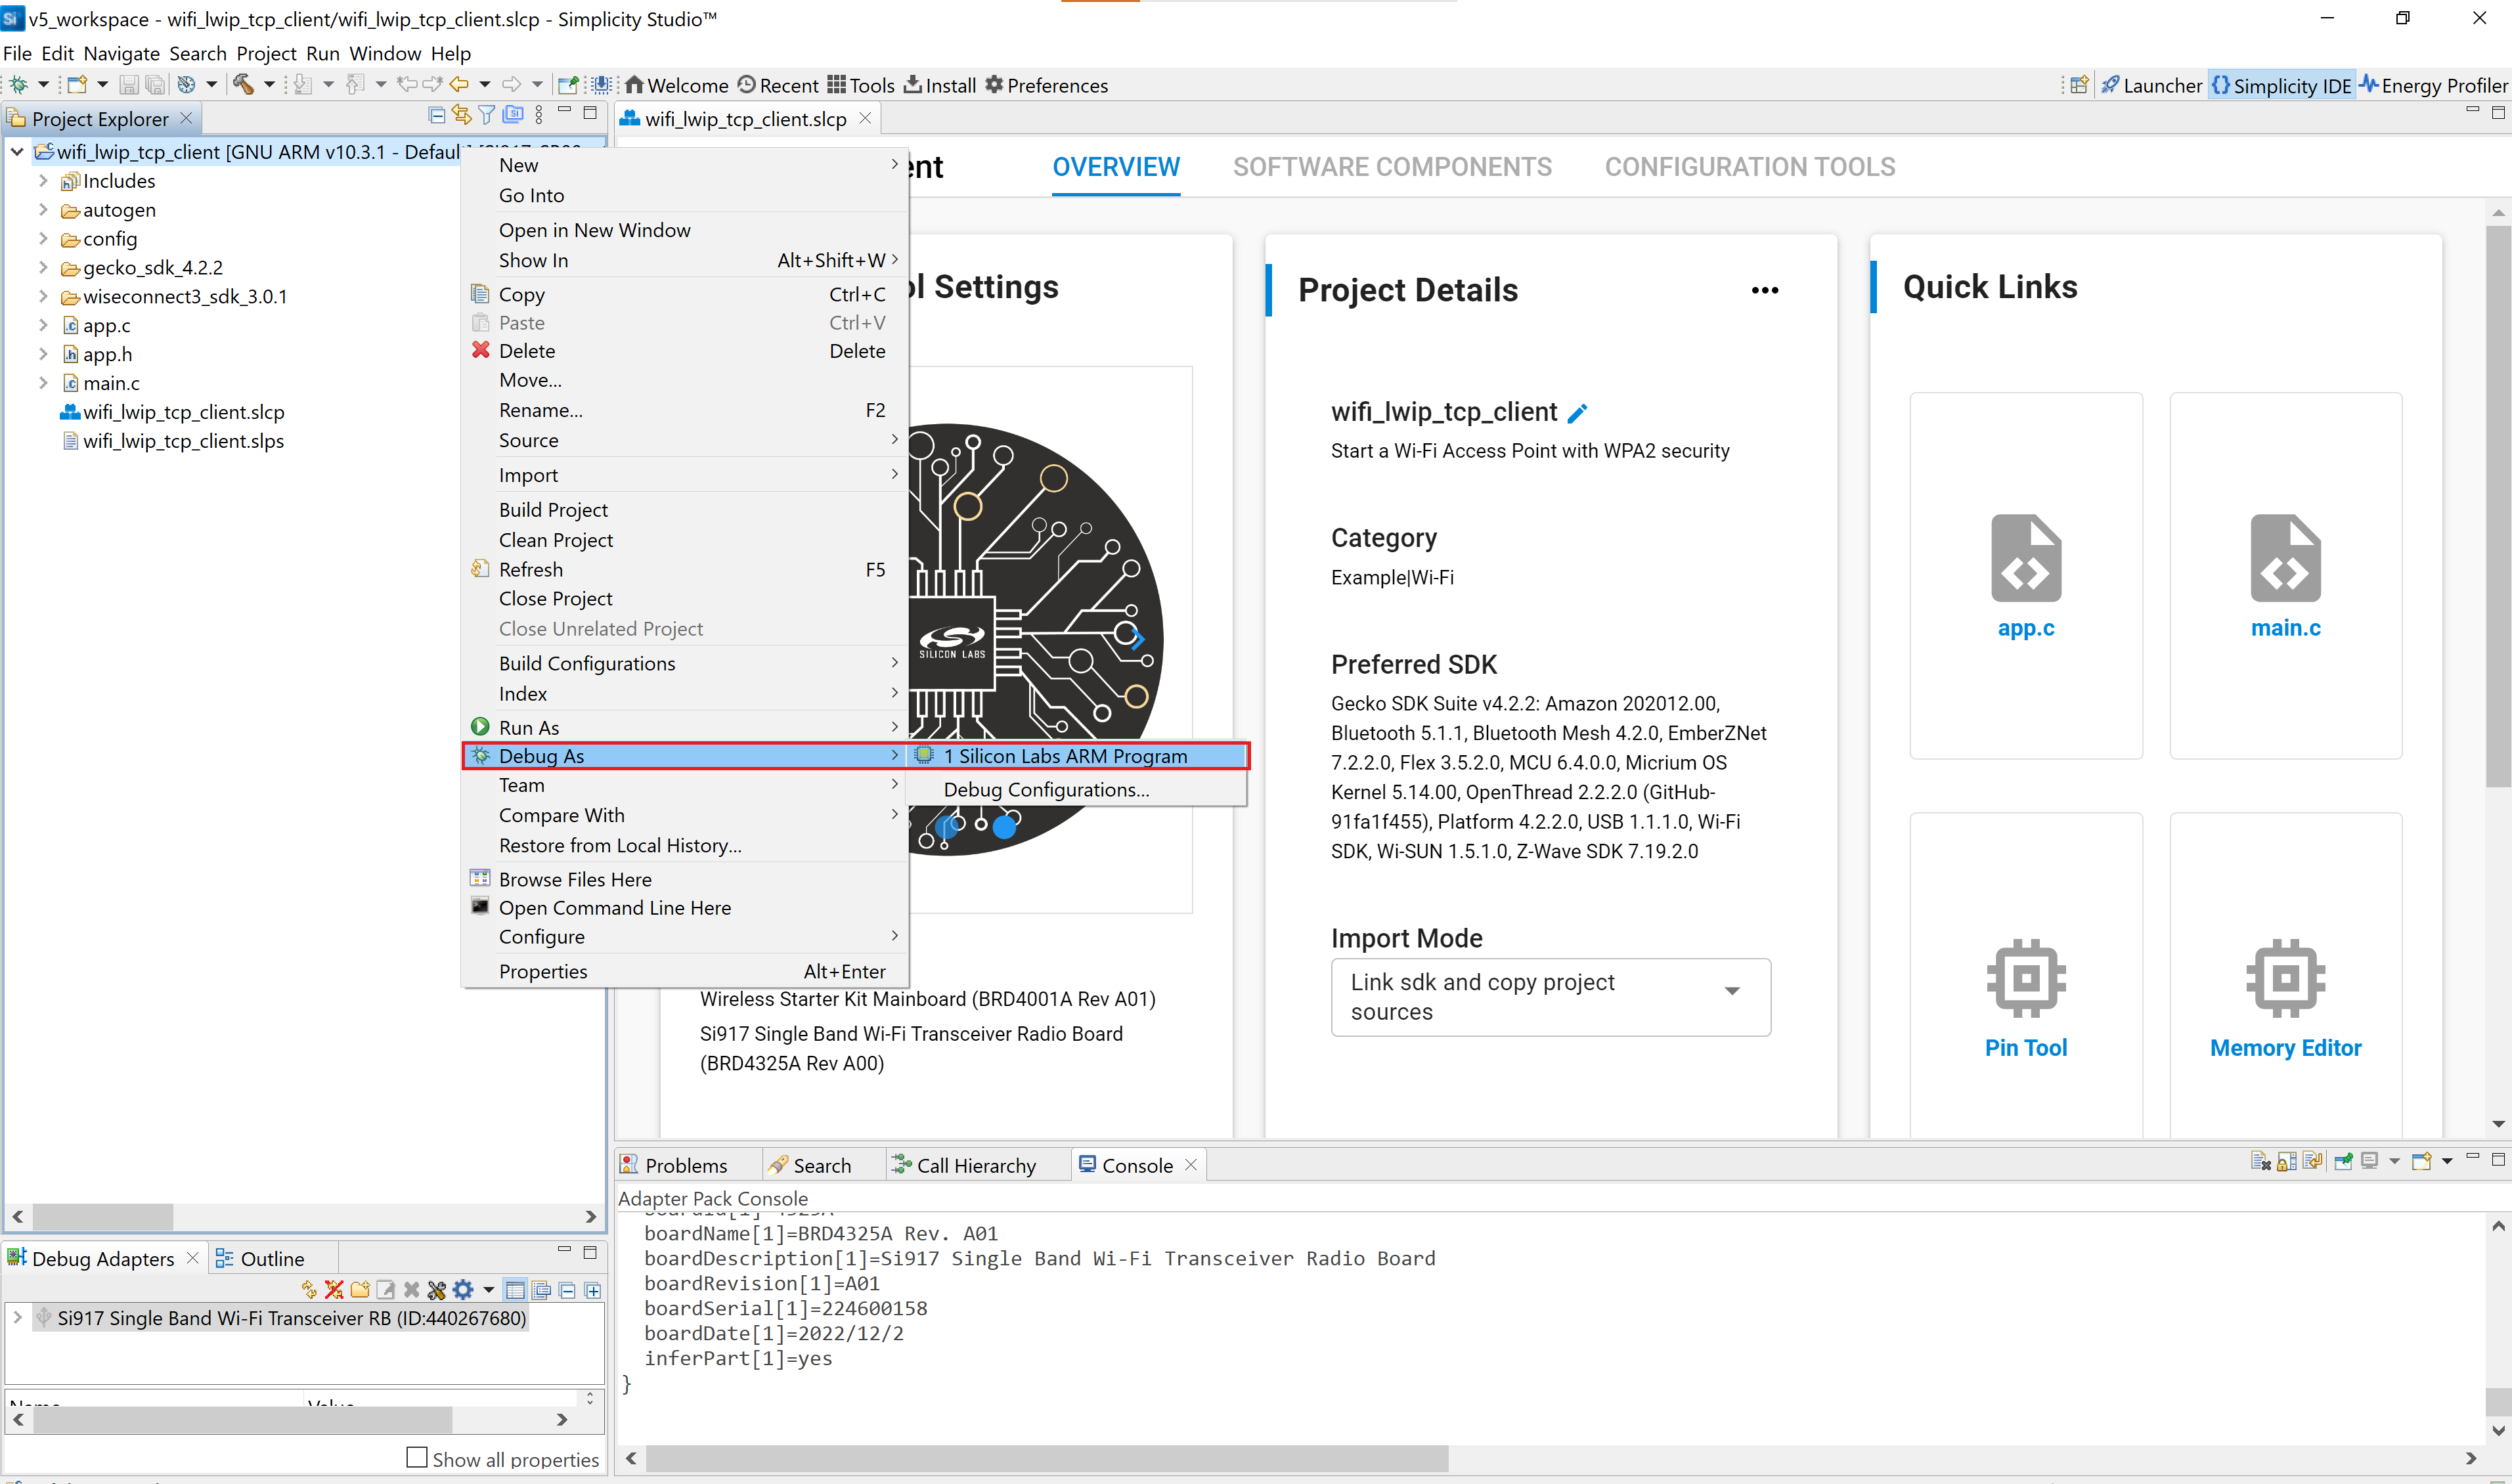 v5_workspace - wifi_lwip_tcp_client/wifi_lwip_tcp_client.slcp - Simplicity Studio™
File Edit Navigate Search Project Run Window Help
Welcome Recent Tools Install Preferences
Launcher Simplicity IDE Energy Profiler
Project Explorer
wifi_lwip_tcp_client [GNU ARM v10.3.1 - Default
Includes
autogen
config
gecko_sdk_4.2.2
wiseconnect3_sdk_3.0.1
app.c
app.h
main.c
wifi_lwip_tcp_client.slcp
wifi_lwip_tcp_client.slps
New
Go Into
Open in New Window
Show In Alt+Shift+W
Copy Ctrl+C
Paste Ctrl+V
Delete Delete
Move...
Rename... F2
Source
Import
Build Project
Clean Project
Refresh F5
Close Project
Close Unrelated Project
Build Configurations
Index
Run As
Debug As
Team
Compare With
Restore from Local History...
Browse Files Here
Open Command Line Here
Configure
Properties Alt+Enter
1 Silicon Labs ARM Program
Debug Configurations...
wifi_lwip_tcp_client.slcp
OVERVIEW SOFTWARE COMPONENTS CONFIGURATION TOOLS
Settings
SILICON LABS
Wireless Starter Kit Mainboard (BRD4001A Rev A01)
Si917 Single Band Wi-Fi Transceiver Radio Board
(BRD4325A Rev A00)
Project Details
wifi_lwip_tcp_client
Start a Wi-Fi Access Point with WPA2 security
Category
Example|Wi-Fi
Preferred SDK
Gecko SDK Suite v4.2.2: Amazon 202012.00,
Bluetooth 5.1.1, Bluetooth Mesh 4.2.0, EmberZNet
7.2.2.0, Flex 3.5.2.0, MCU 6.4.0.0, Micrium OS
Kernel 5.14.00, OpenThread 2.2.2.0 (GitHub-
91fa1f455), Platform 4.2.2.0, USB 1.1.1.0, Wi-Fi
SDK, Wi-SUN 1.5.1.0, Z-Wave SDK 7.19.2.0
Import Mode
Link sdk and copy project
sources
Quick Links
app.c
main.c
Pin Tool
Memory Editor
Debug Adapters Outline
Si917 Single Band Wi-Fi Transceiver RB (ID:440267680)
Name Value
Show all properties
Problems Search Call Hierarchy Console
Adapter Pack Console
boardName[1]=BRD4325A Rev. A01
boardDescription[1]=Si917 Single Band Wi-Fi Transceiver Radio Board
boardRevision[1]=A01
boardSerial[1]=224600158
boardDate[1]=2022/12/2
inferPart[1]=yes
}